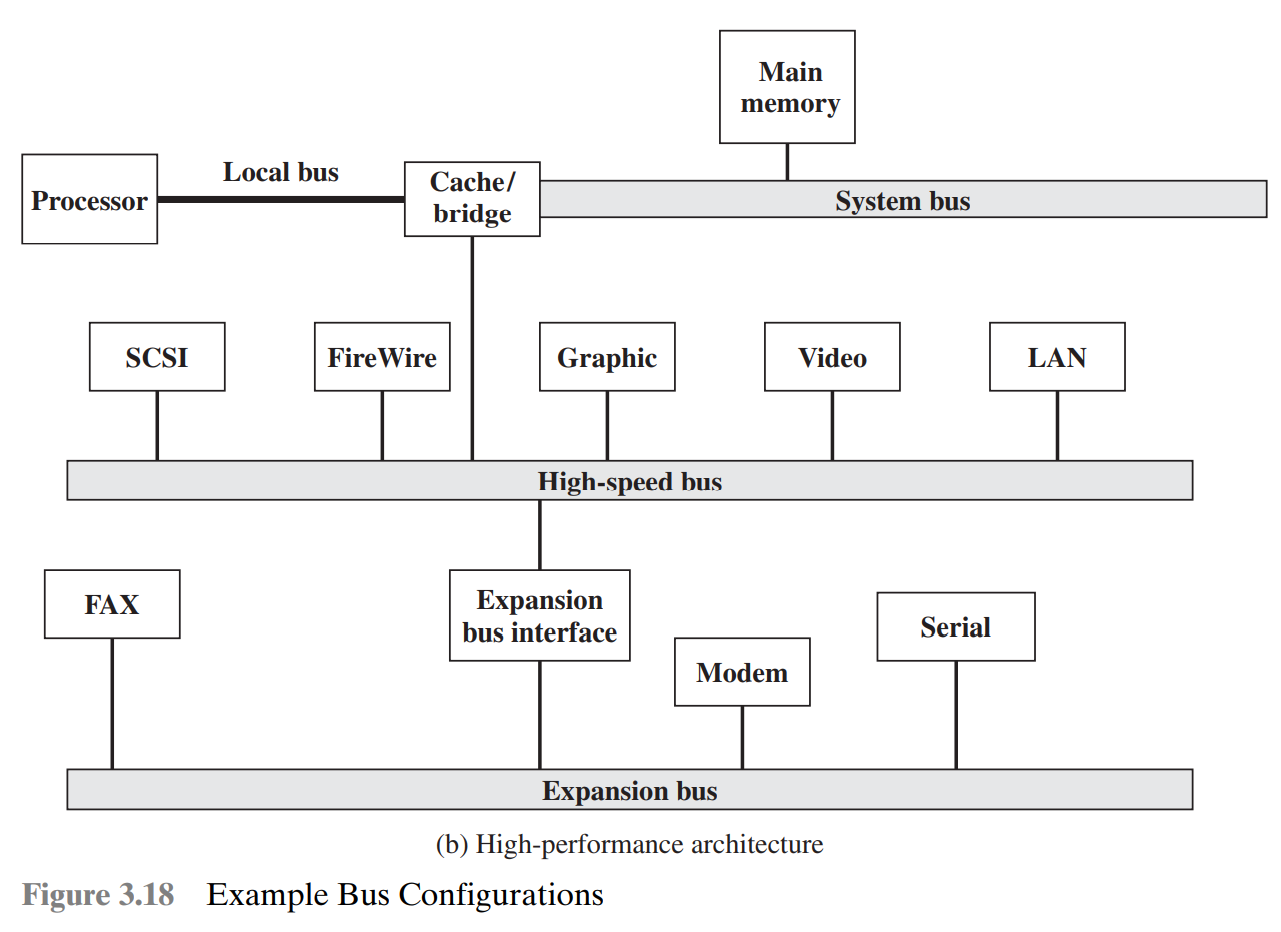 Main
memory
Local bus
Processor
Cache/
bridge
System bus
SCSI
FireWire
Graphic
Video
LAN
High-speed bus
FAX
Expansion
bus interface
Serial
Modem
Expansion bus
(b) High-performance architecture
Figure 3.18 Example Bus Configurations